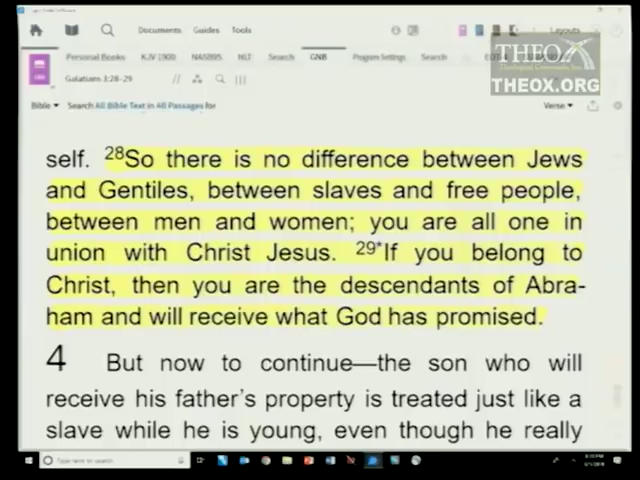 Documents Guides Tools
Layouts
Personal Books KJV 1900 NASB95 NLT Search GNB Program Settings Search
THEOX
THEOX.ORG
Galatians 3:28–29
Bible Search All Bible Text in All Passages for
Verse
self. 28So there is no difference between Jews
and Gentiles, between slaves and free people,
between men and women; you are all one in
union with Christ Jesus. 29*If you belong to
Christ, then you are the descendants of Abra-
ham and will receive what God has promised.
4 But now to continue—the son who will
receive his father’s property is treated just like a
slave while he is young, even though he really
Type here to search